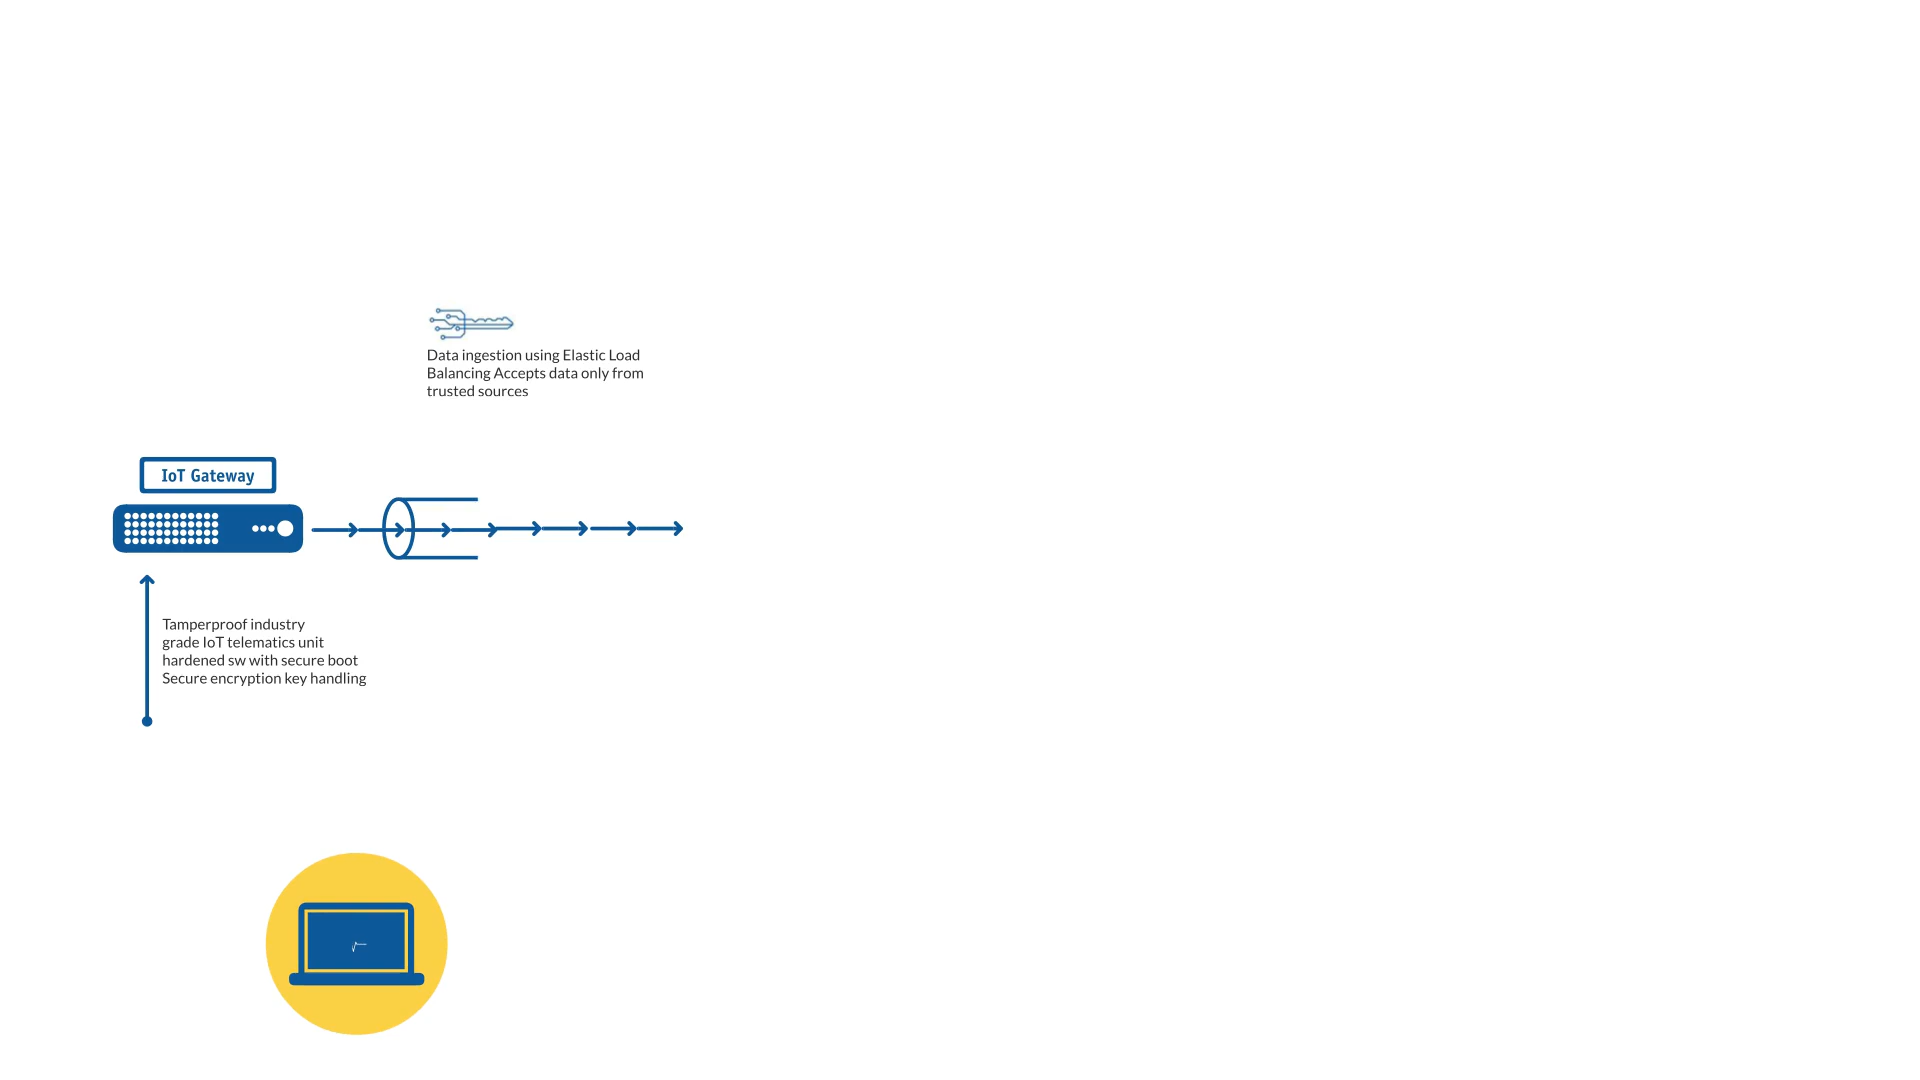 Data ingestion using Elastic Load
Balancing Accepts data only from
trusted sources
IoT Gateway
Tamperproof industry
grade IoT telematics unit
hardened sw with secure boot
Secure encryption key handling